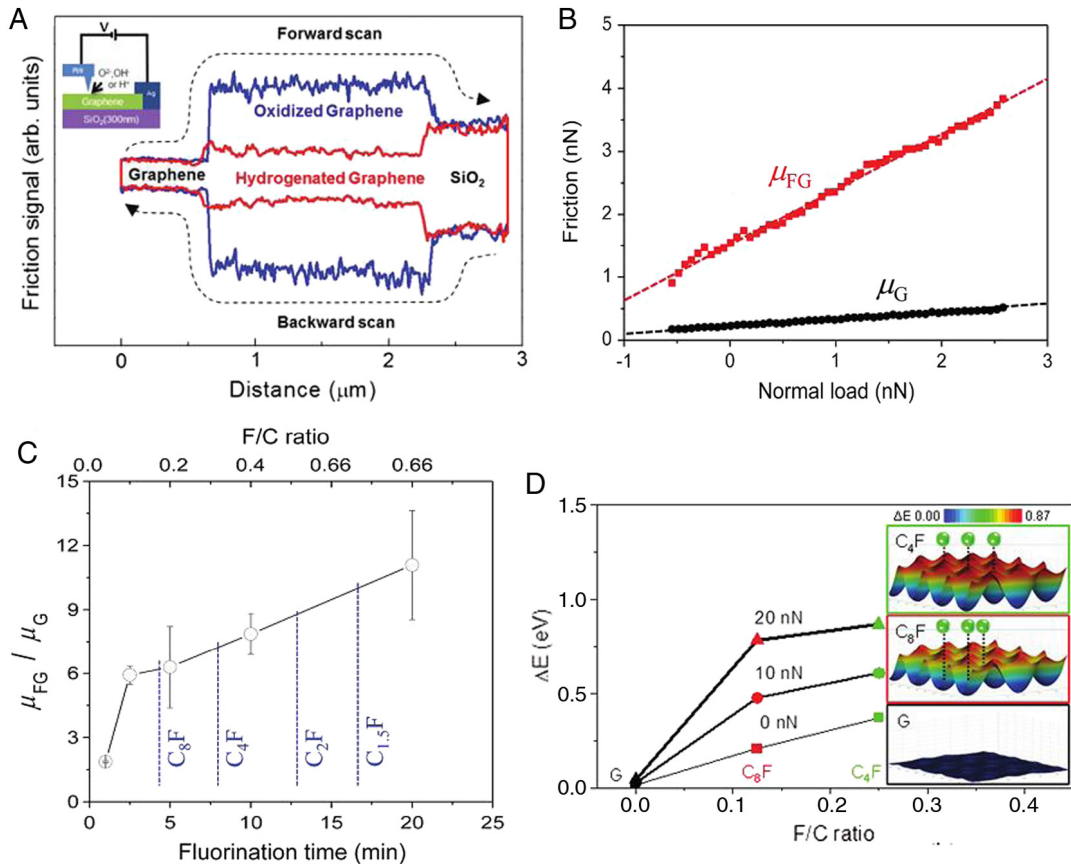 A
Forward scan
V
Pt/Ir
O²⁻,OH⁻
or H⁺
Ag
Graphene
SiO₂(300nm)
Oxidized Graphene
Graphene
Hydrogenated Graphene
SiO₂
Backward scan
Friction signal (arb. units)
0 1 2 3
Distance (μm)
B
5
4
3
2
1
0
Friction (nN)
μFG
μG
-1 0 1 2 3
Normal load (nN)
C
F/C ratio
0.0 0.2 0.4 0.66 0.66
15
12
9
6
3
0
μFG / μG
C₈F
C₄F
C₂F
C₁.₅F
0 5 10 15 20 25
Fluorination time (min)
D
1.5
1.0
0.5
0.0
ΔE (eV)
ΔE 0.00 0.87
C₄F
C₈F
G
20 nN
10 nN
0 nN
G
C₈F
C₄F
0.0 0.1 0.2 0.3 0.4
F/C ratio